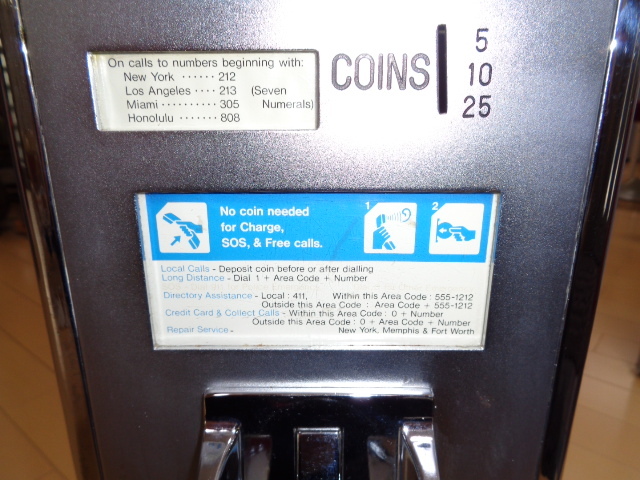 On calls to numbers beginning with:
New York ······ 212
Los Angeles ···· 213 (Seven
Miami ·········· 305 Numerals)
Honolulu ······· 808
COINS
5
10
25
No coin needed
for Charge,
SOS, & Free calls.
1
2
Local Calls - Deposit coin before or after dialling
Long Distance - Dial 1 + Area Code + Number
Directory Assistance - Local : 411, Within this Area Code : 555-1212
Outside this Area Code : Area Code + 555-1212
Credit Card & Collect Calls - Within this Area Code : 0 + Number
Outside this Area Code : 0 + Area Code + Number
Repair Service - New York, Memphis & Fort Worth